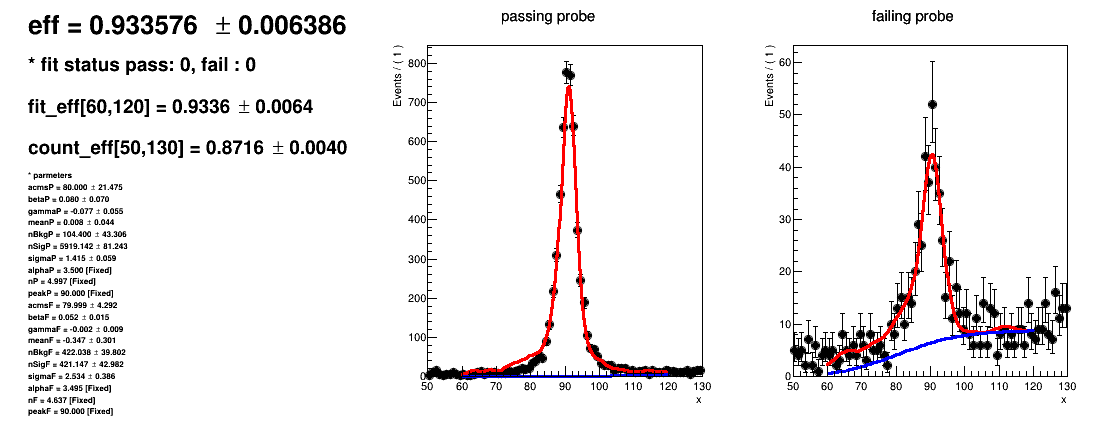 eff = 0.933576 ± 0.006386
* fit status pass: 0, fail : 0
fit_eff[60,120] = 0.9336 ± 0.0064
count_eff[50,130] = 0.8716 ± 0.0040
* parmeters
acmsP = 80.000 ± 21.475
betaP = 0.080 ± 0.070
gammaP = -0.077 ± 0.055
meanP = 0.008 ± 0.044
nBkgP = 104.400 ± 43.306
nSigP = 5919.142 ± 81.243
sigmaP = 1.415 ± 0.059
alphaP = 3.500 [Fixed]
nP = 4.997 [Fixed]
peakP = 90.000 [Fixed]
acmsF = 79.999 ± 4.292
betaF = 0.052 ± 0.015
gammaF = -0.002 ± 0.009
meanF = -0.347 ± 0.301
nBkgF = 422.038 ± 39.802
nSigF = 421.147 ± 42.982
sigmaF = 2.534 ± 0.386
alphaF = 3.495 [Fixed]
nF = 4.637 [Fixed]
peakF = 90.000 [Fixed]
passing probe
Events / ( 1 )
800
700
600
500
400
300
200
100
0
50 60 70 80 90 100 110 120 130
x
failing probe
Events / ( 1 )
60
50
40
30
20
10
0
50 60 70 80 90 100 110 120 130
x